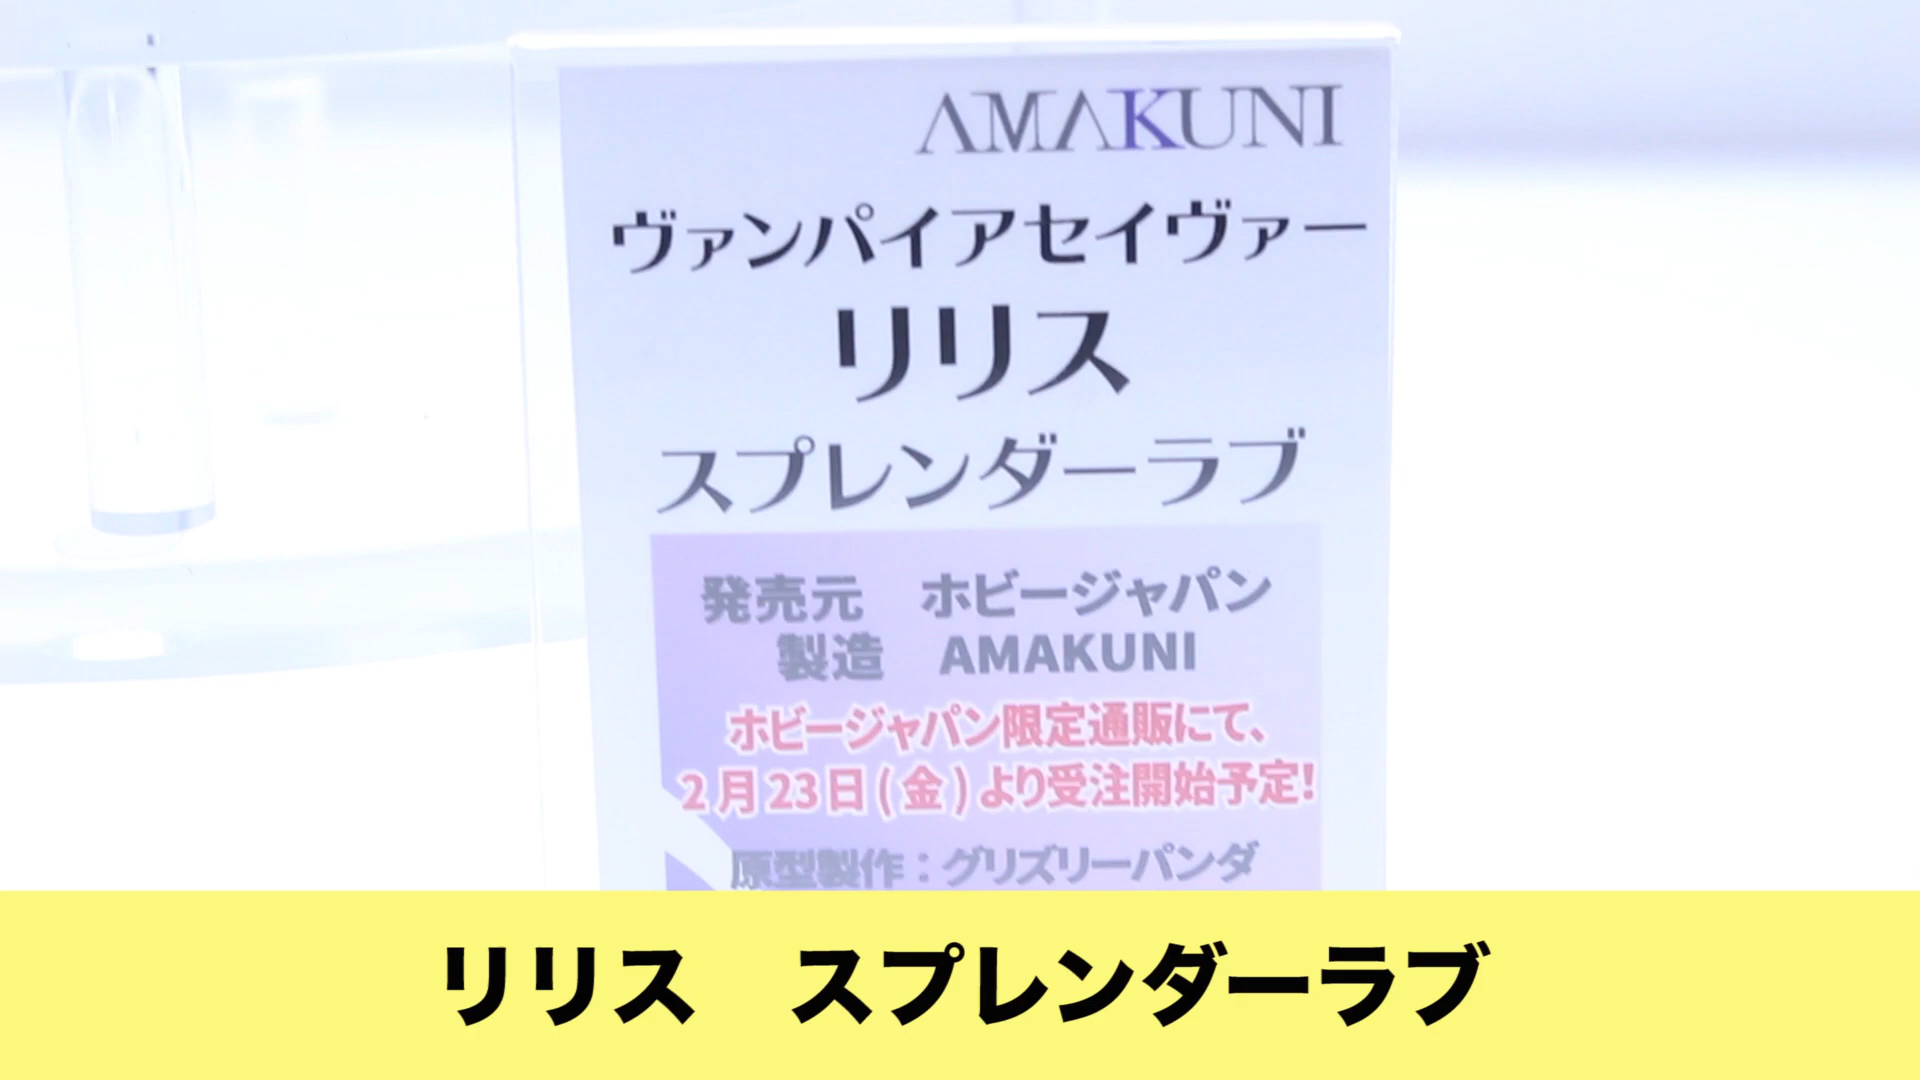 AMAKUNI
ヴァンパイアセイヴァー
リリス
スプレンダーラブ
発売元　ホビージャパン
製造　AMAKUNI
ホビージャパン限定通販にて、
2月23日(金)より受注開始予定!
原型製作：グリズリーパンダ
リリス　スプレンダーラブ